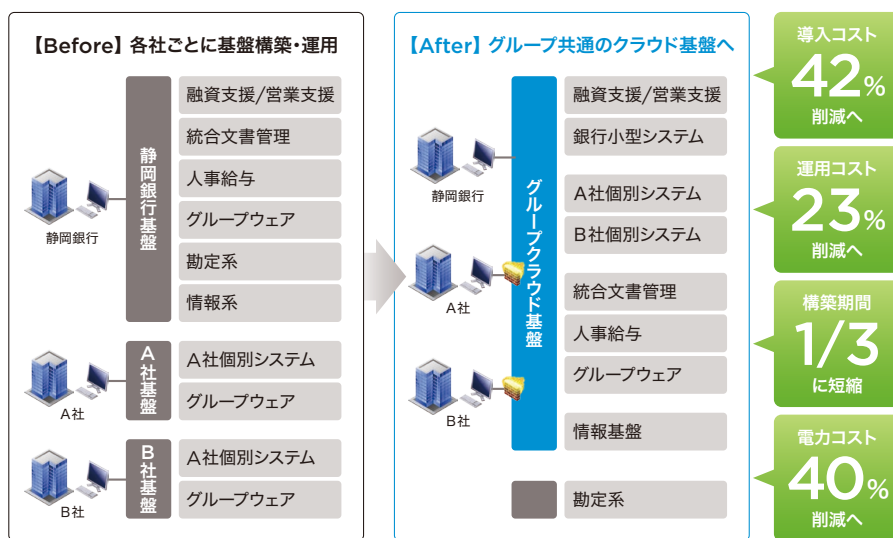 【Before】各社ごとに基盤構築・運用
静岡銀行
静岡銀行基盤
融資支援/営業支援
統合文書管理
人事給与
グループウェア
勘定系
情報系
A社
A社基盤
A社個別システム
グループウェア
B社
B社基盤
A社個別システム
グループウェア
【After】グループ共通のクラウド基盤へ
静岡銀行
A社
B社
グループクラウド基盤
融資支援/営業支援
銀行小型システム
A社個別システム
B社個別システム
統合文書管理
人事給与
グループウェア
情報基盤
勘定系
導入コスト
42%
削減へ
運用コスト
23%
削減へ
構築期間
1/3
に短縮
電力コスト
40%
削減へ